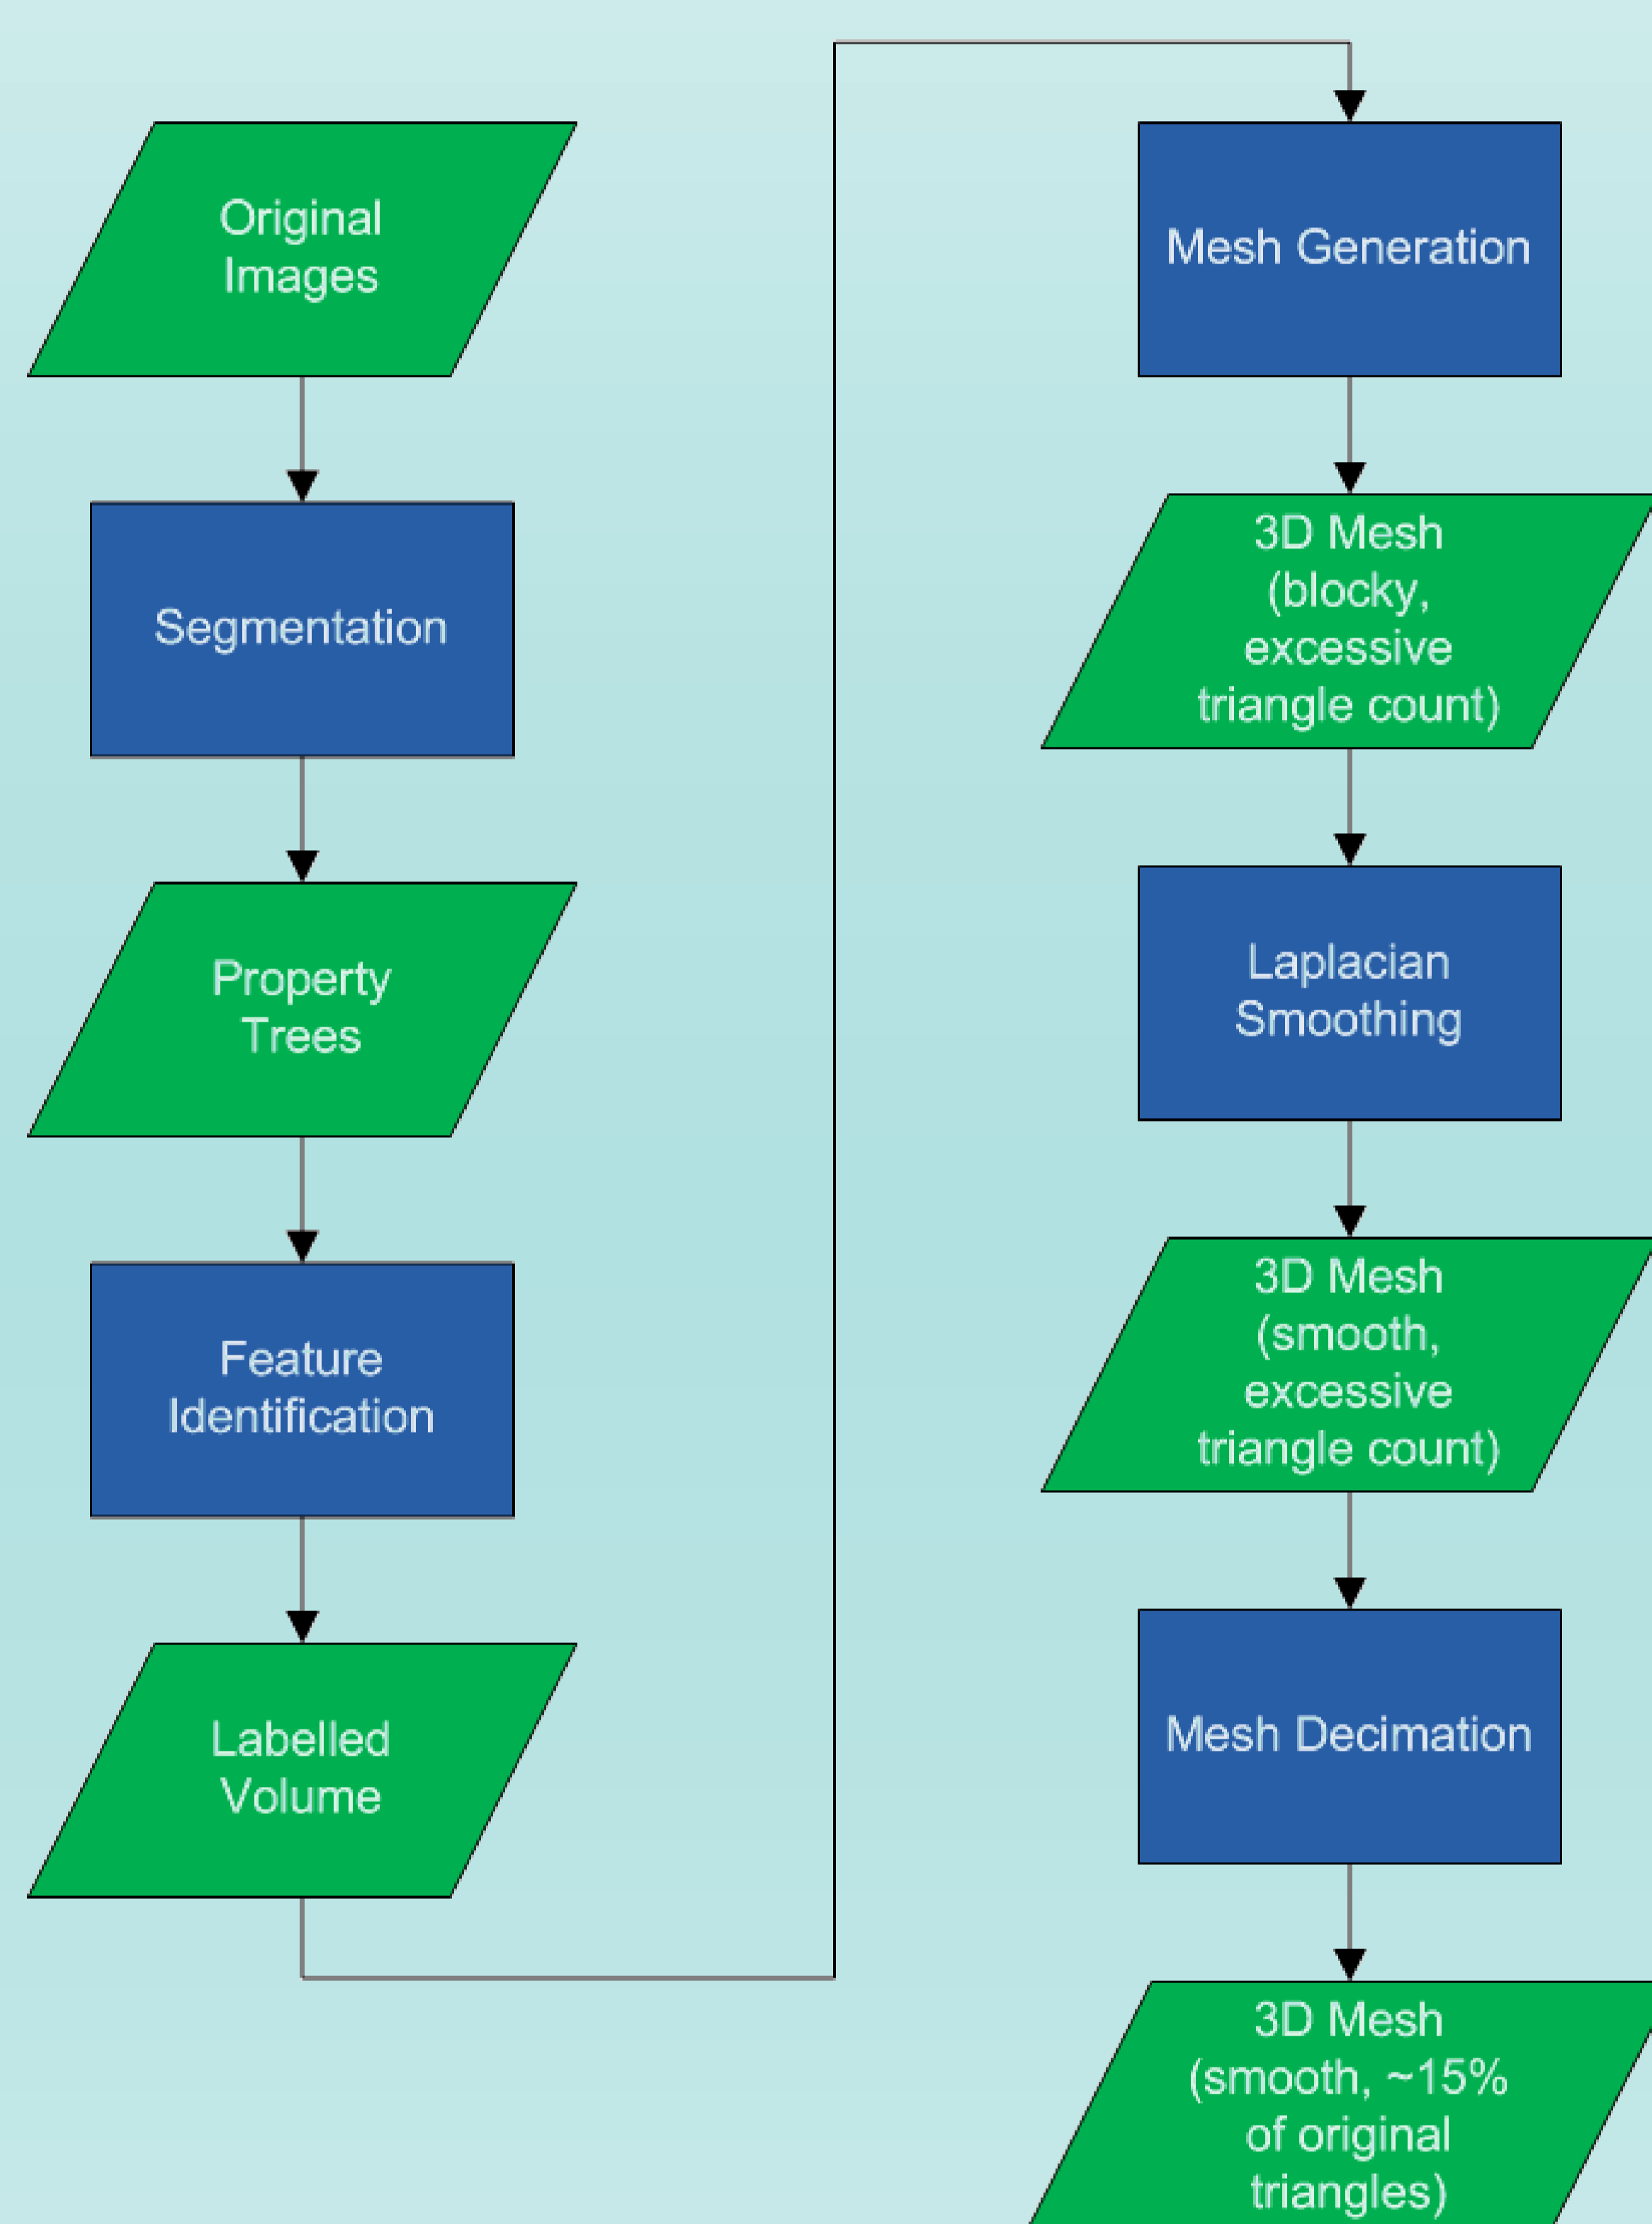 Original
Images
Segmentation
Property
Trees
Feature
Identification
Labelled
Volume
Mesh Generation
3D Mesh
(blocky,
excessive
triangle count)
Laplacian
Smoothing
3D Mesh
(smooth,
excessive
triangle count)
Mesh Decimation
3D Mesh
(smooth, ~15%
of original
triangles)